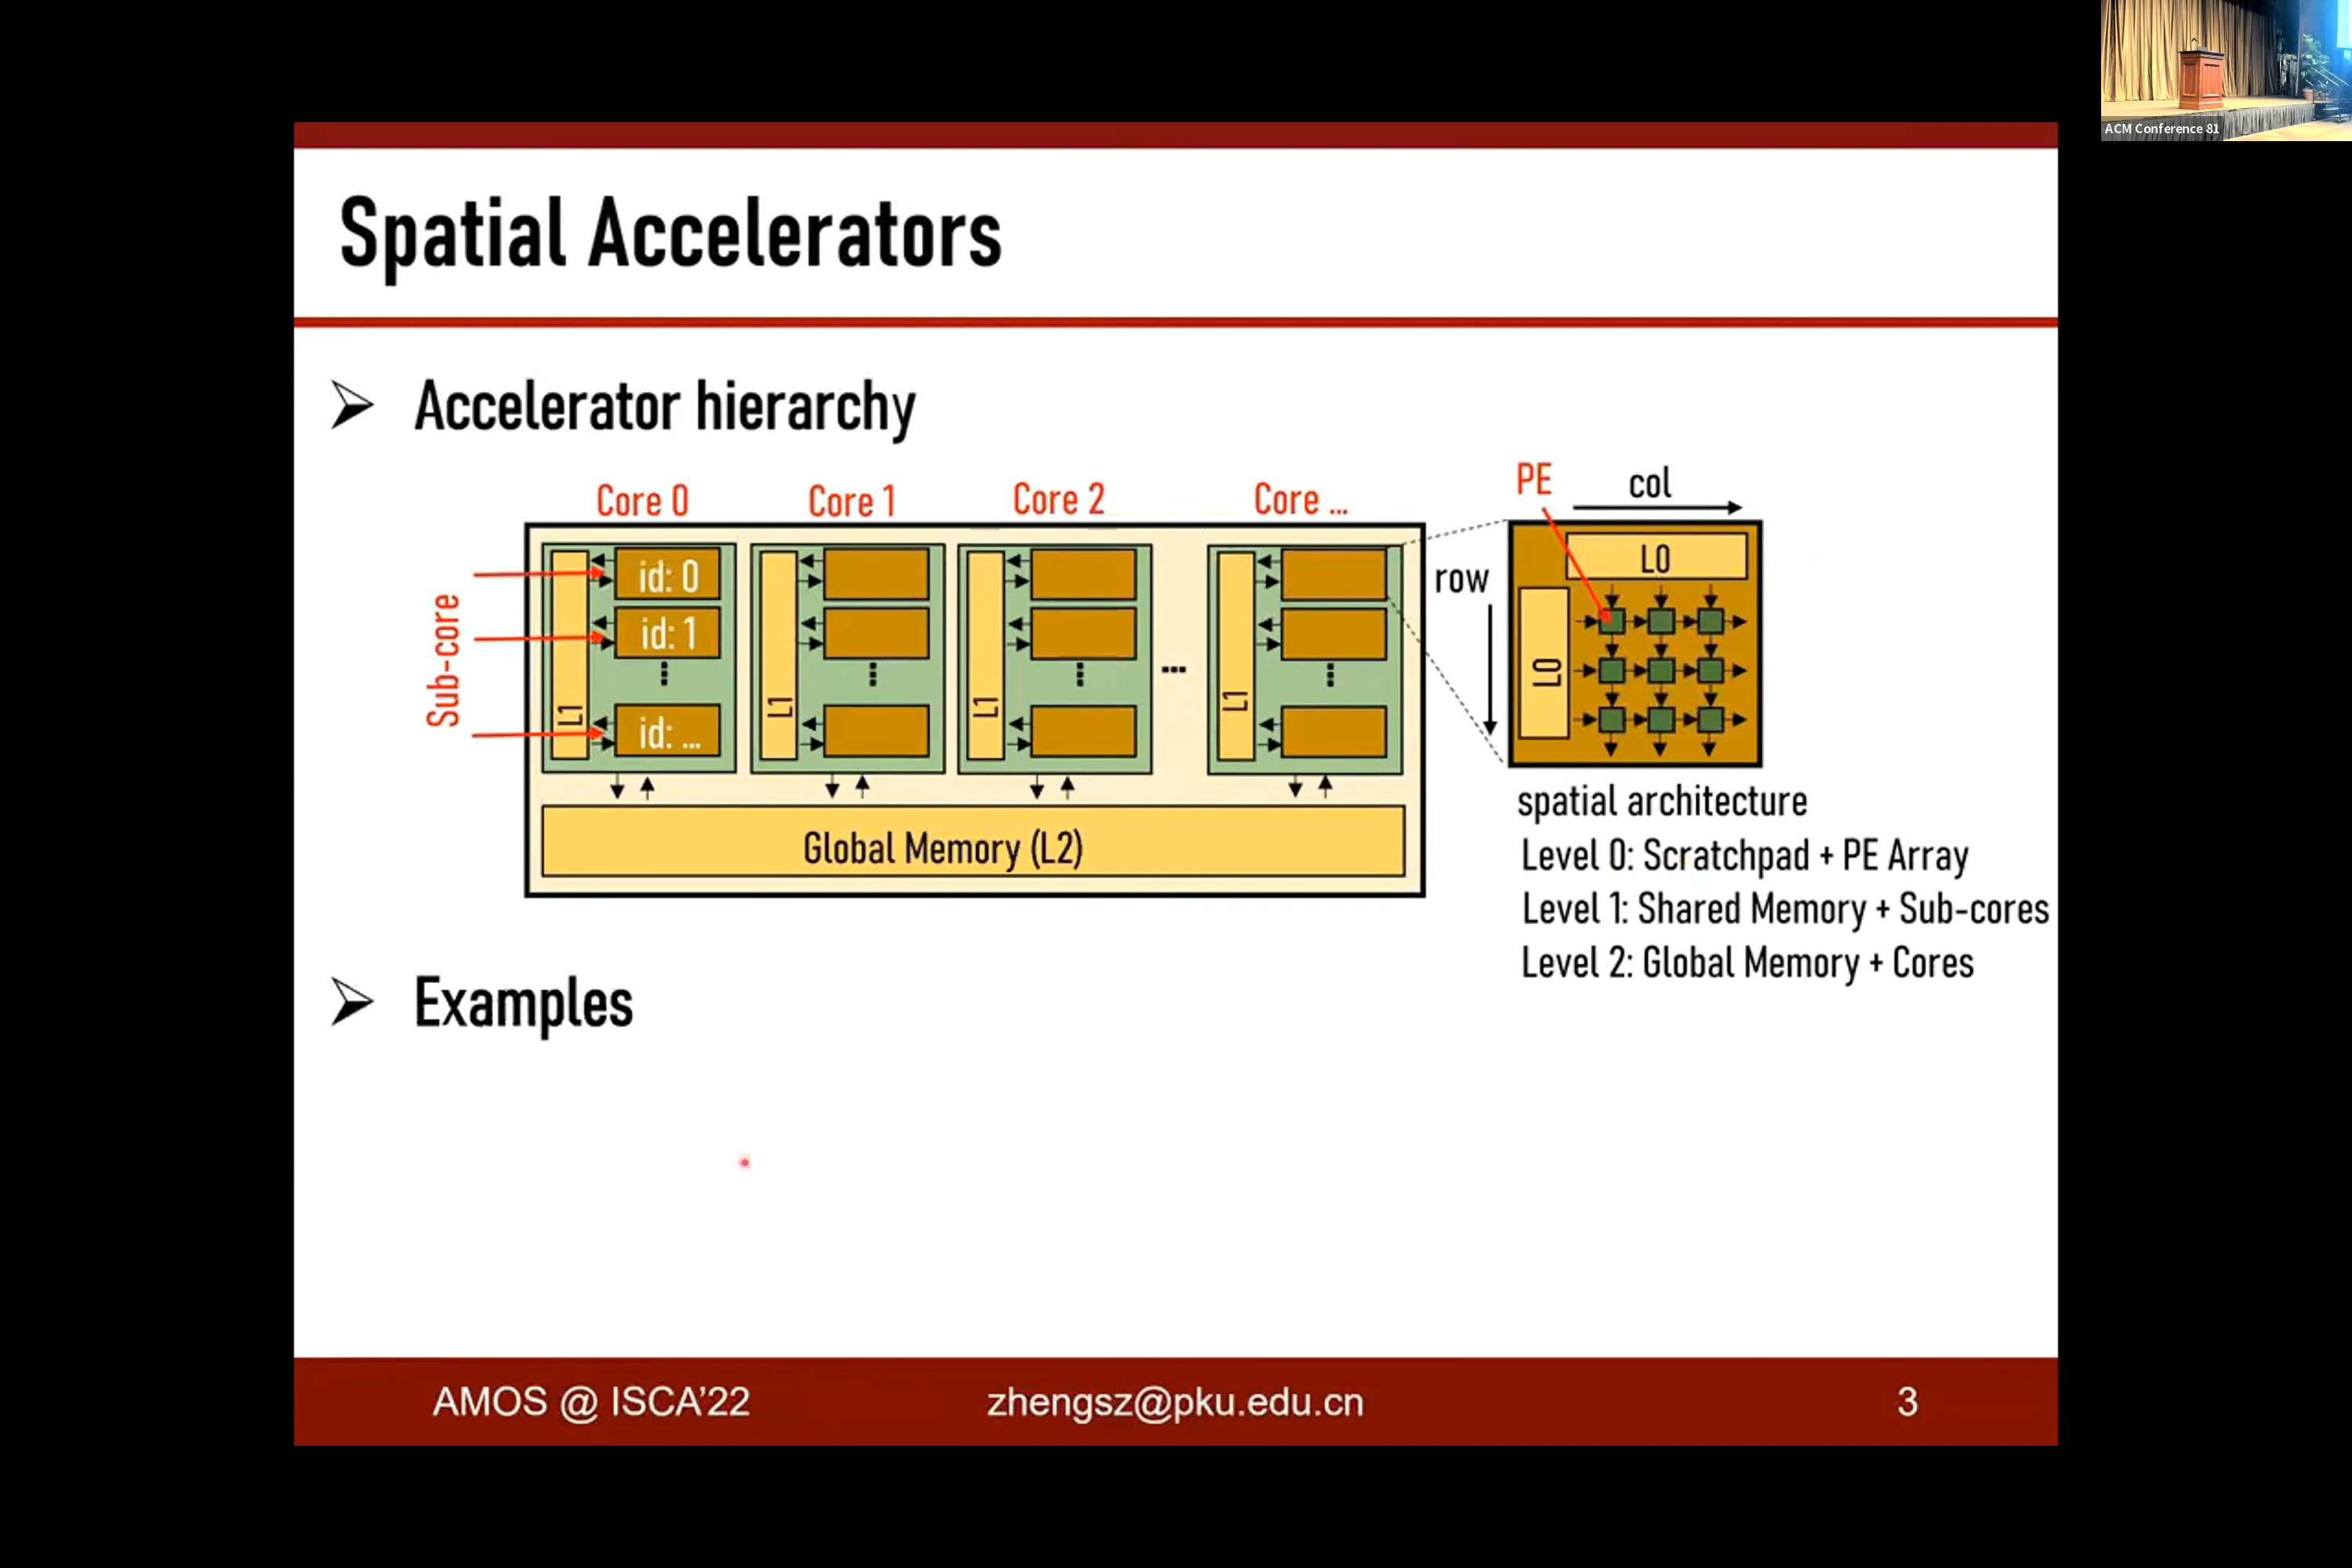 ACM Conference 81
Spatial Accelerators
Accelerator hierarchy
Core 0
Core 1
Core 2
Core ...
Sub-core
L1
id: 0
id: 1
id: ...
L1
L1
L1
Global Memory (L2)
PE
col
row
L0
L0
spatial architecture
Level 0: Scratchpad + PE Array
Level 1: Shared Memory + Sub-cores
Level 2: Global Memory + Cores
Examples
AMOS @ ISCA'22
zhengsz@pku.edu.cn
3